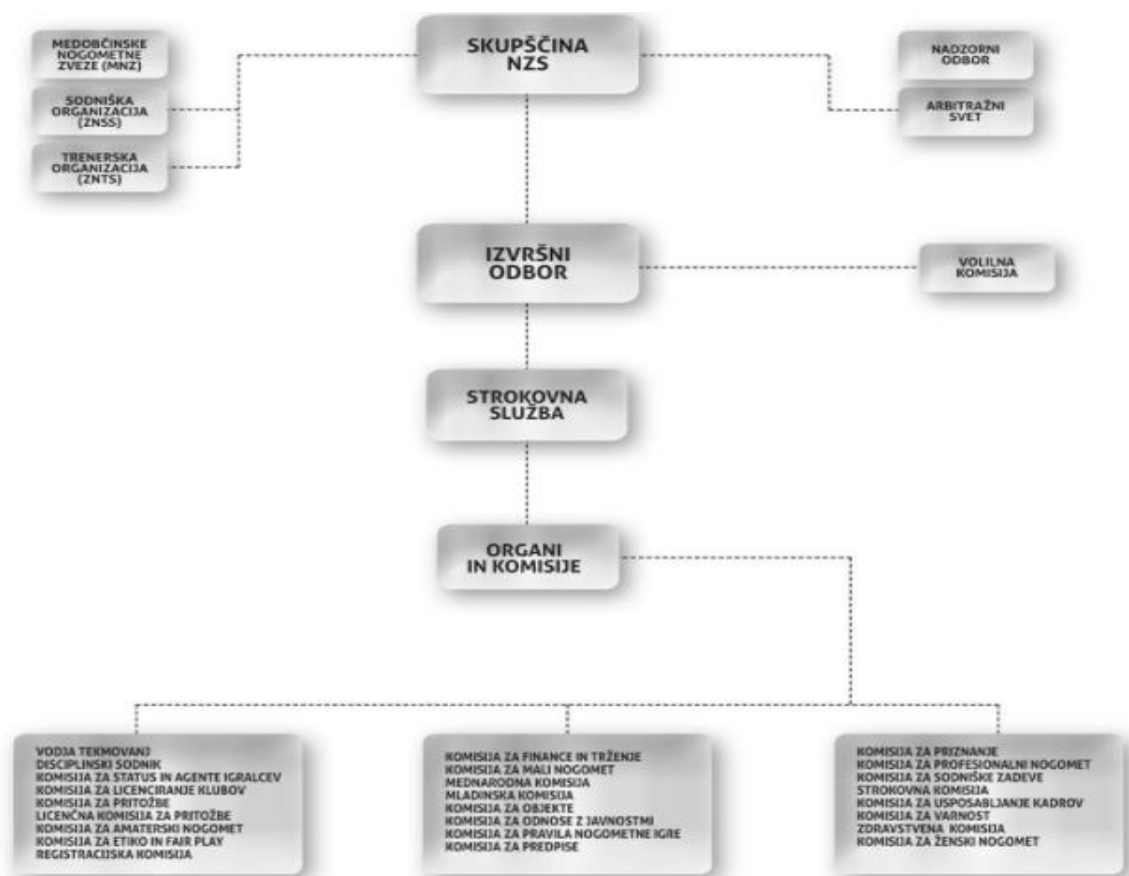 MEDOBČINSKE
NOGOMETNE
ZVEZE (MNZ)
SODNIŠKA
ORGANIZACIJA
(ZNSS)
TRENERSKA
ORGANIZACIJA
(ZNTS)
SKUPŠČINA
NZS
NADZORNI
ODBOR
ARBITRAŽNI
SVET
IZVRŠNI
ODBOR
VOLILNA
KOMISIJA
STROKOVNA
SLUŽBA
ORGANI
IN KOMISIJE
VODJA TEKMOVANJ
DISCIPLINSKI SODNIK
KOMISIJA ZA STATUS IN AGENTE IGRALCEV
KOMISIJA ZA LICENCIRANJE KLUBOV
KOMISIJA ZA PRITOŽBE
LICENČNA KOMISIJA ZA PRITOŽBE
KOMISIJA ZA AMATERSKI NOGOMET
KOMISIJA ZA ETIKO IN FAIR PLAY
REGISTRACIJSKA KOMISIJA
KOMISIJA ZA FINANCE IN TRŽENJE
KOMISIJA ZA MALI NOGOMET
MEDNARODNA KOMISIJA
MLADINSKA KOMISIJA
KOMISIJA ZA OBJEKTE
KOMISIJA ZA ODNOSE Z JAVNOSTMI
KOMISIJA ZA PRAVILA NOGOMETNE IGRE
KOMISIJA ZA PREDPISE
KOMISIJA ZA PRIZNANJE
KOMISIJA ZA PROFESIONALNI NOGOMET
KOMISIJA ZA SODNIŠKE ZADEVE
STROKOVNA KOMISIJA
KOMISIJA ZA USPOSABLJANJE KADROV
KOMISIJA ZA VARNOST
ZDRAVSTVENA KOMISIJA
KOMISIJA ZA ŽENSKI NOGOMET